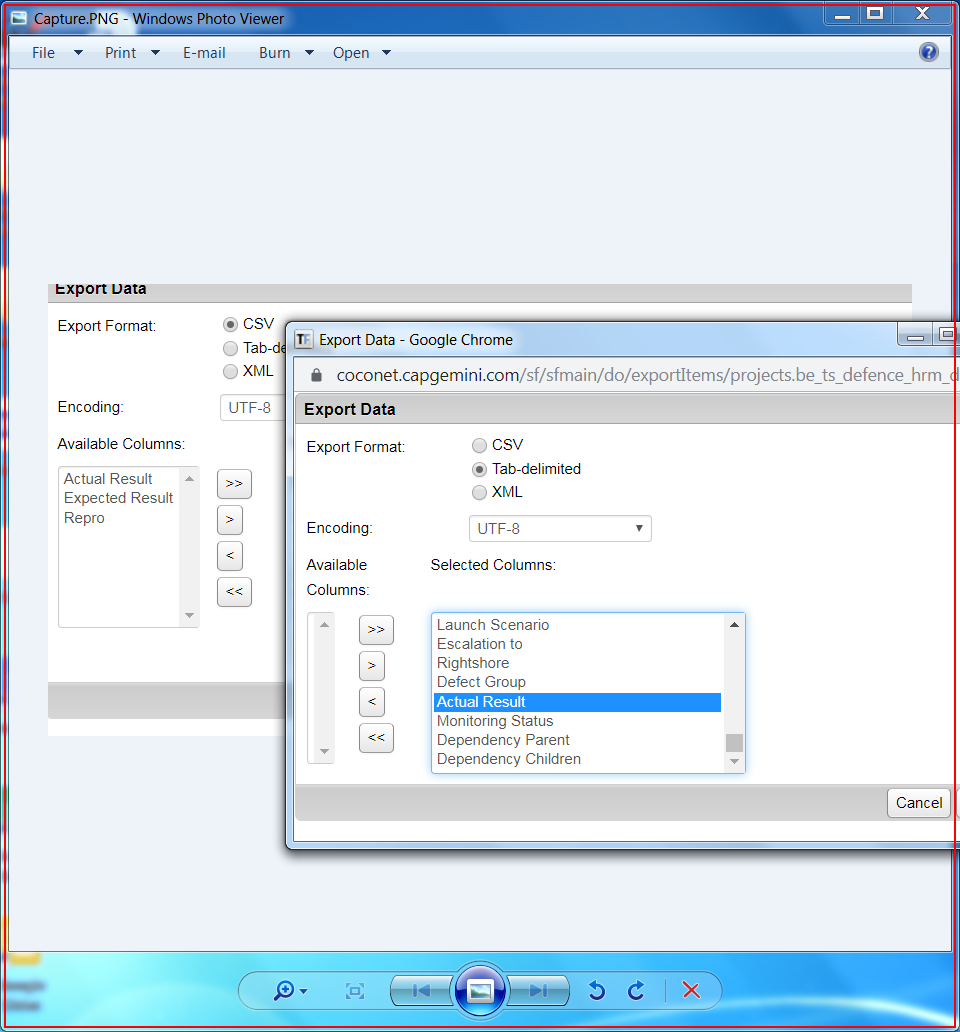 Capture.PNG - Windows Photo Viewer
File Print E-mail Burn Open
Export Data
Export Format:
CSV
Tab-de
XML
Encoding:
UTF-8
Available Columns:
Actual Result
Expected Result
Repro
>>
>
<
<<
TF Export Data - Google Chrome
coconet.capgemini.com/sf/sfmain/do/exportItems/projects.be_ts_defence_hrm_d
Export Data
Export Format:
CSV
Tab-delimited
XML
Encoding:
UTF-8
Available
Columns:
Selected Columns:
>>
>
<
<<
Launch Scenario
Escalation to
Rightshore
Defect Group
Actual Result
Monitoring Status
Dependency Parent
Dependency Children
Cancel